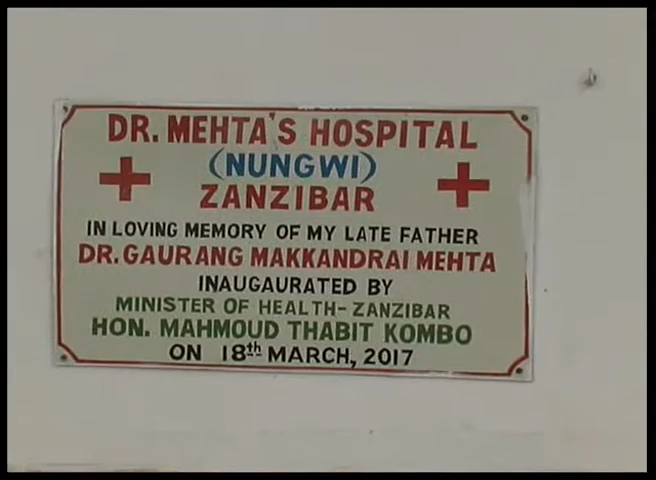 DR. MEHTA'S HOSPITAL
(NUNGWI)
ZANZIBAR
IN LOVING MEMORY OF MY LATE FATHER
DR.GAURANG MAKKANDRAI MEHTA
INAUGAURATED BY
MINISTER OF HEALTH-ZANZIBAR
HON. MAHMOUD THABIT KOMBO
ON 18th MARCH, 2017